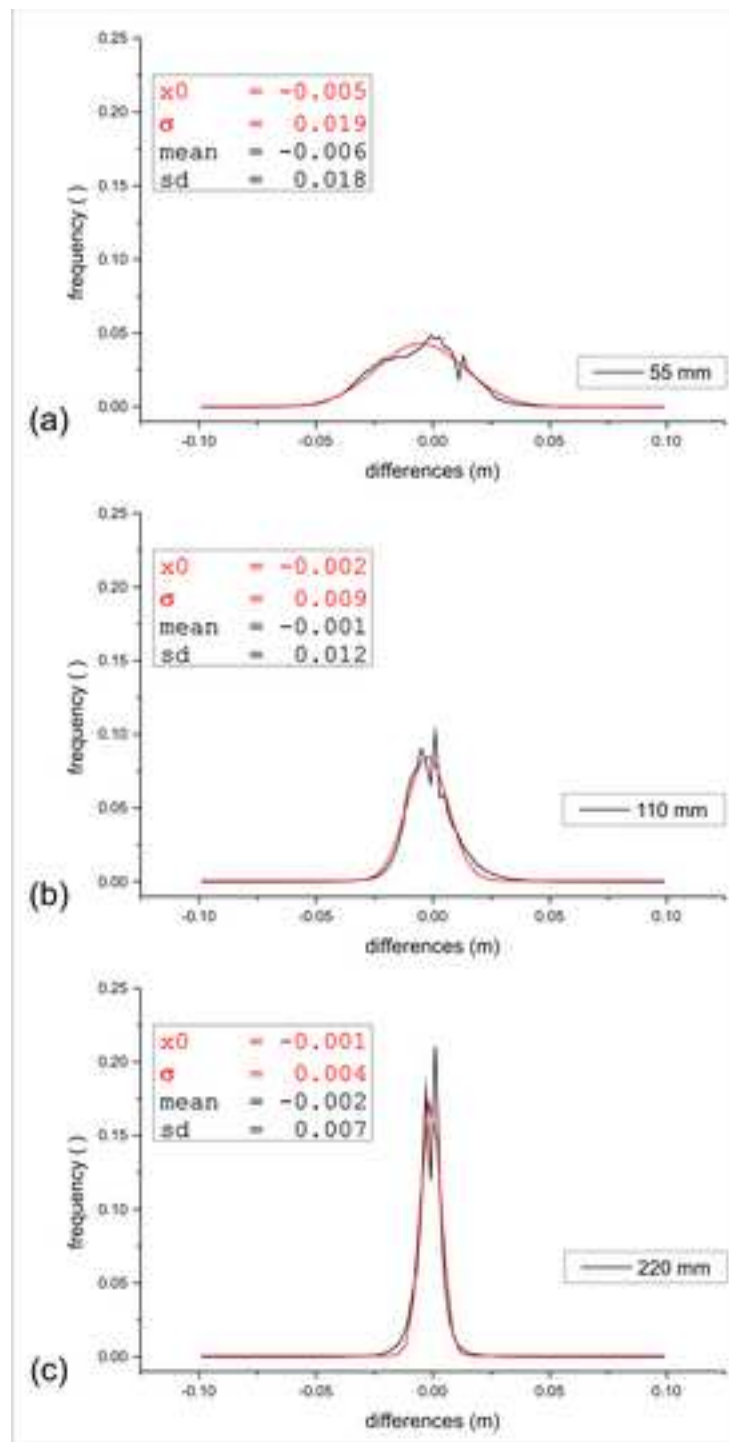 0.25
0.20
0.15
0.10
0.05
0.00
frequency ( )
x0 = -0.005
σ = 0.019
mean = -0.006
sd = 0.018
55 mm
(a)
-0.10 -0.05 0.00 0.05 0.10
differences (m)
0.25
0.20
0.15
0.10
0.05
0.00
frequency ( )
x0 = -0.002
σ = 0.009
mean = -0.001
sd = 0.012
110 mm
(b)
-0.10 -0.05 0.00 0.05 0.10
differences (m)
0.25
0.20
0.15
0.10
0.05
0.00
frequency ( )
x0 = -0.001
σ = 0.004
mean = -0.002
sd = 0.007
220 mm
(c)
-0.10 -0.05 0.00 0.05 0.10
differences (m)